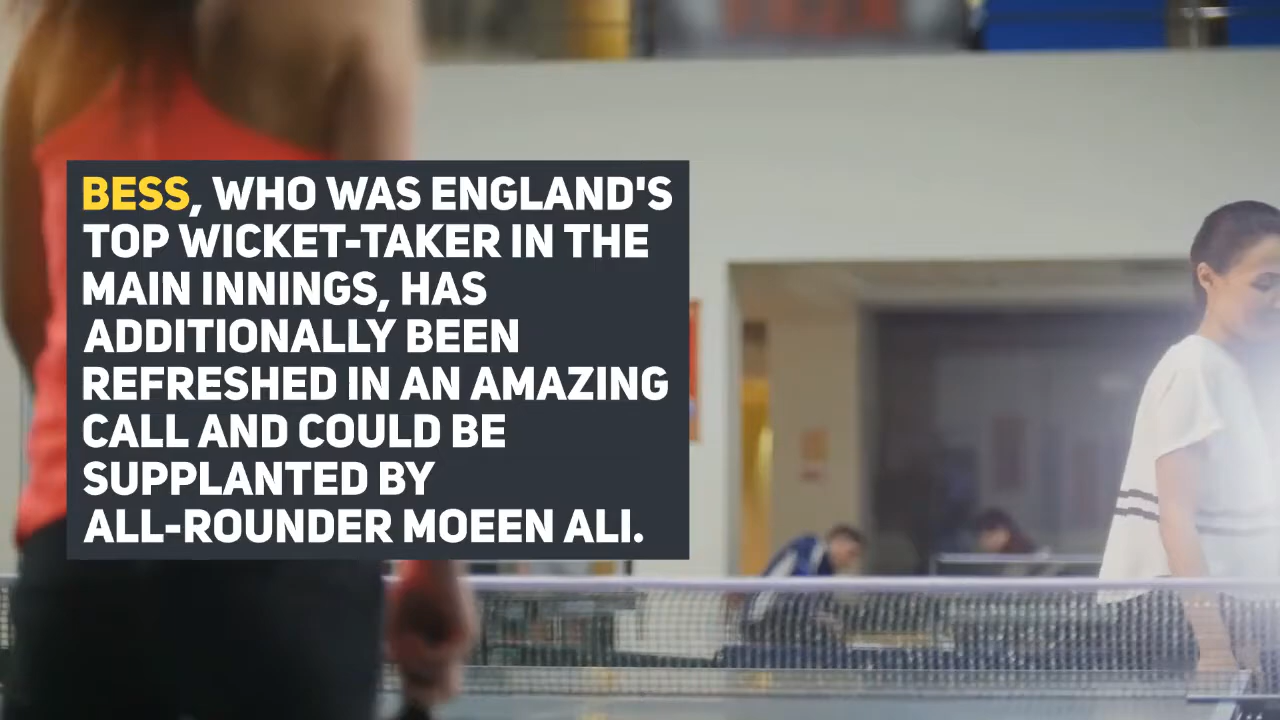 BESS, WHO WAS ENGLAND'S
TOP WICKET-TAKER IN THE
MAIN INNINGS, HAS
ADDITIONALLY BEEN
REFRESHED IN AN AMAZING
CALL AND COULD BE
SUPPLANTED BY
ALL-ROUNDER MOEEN ALI.